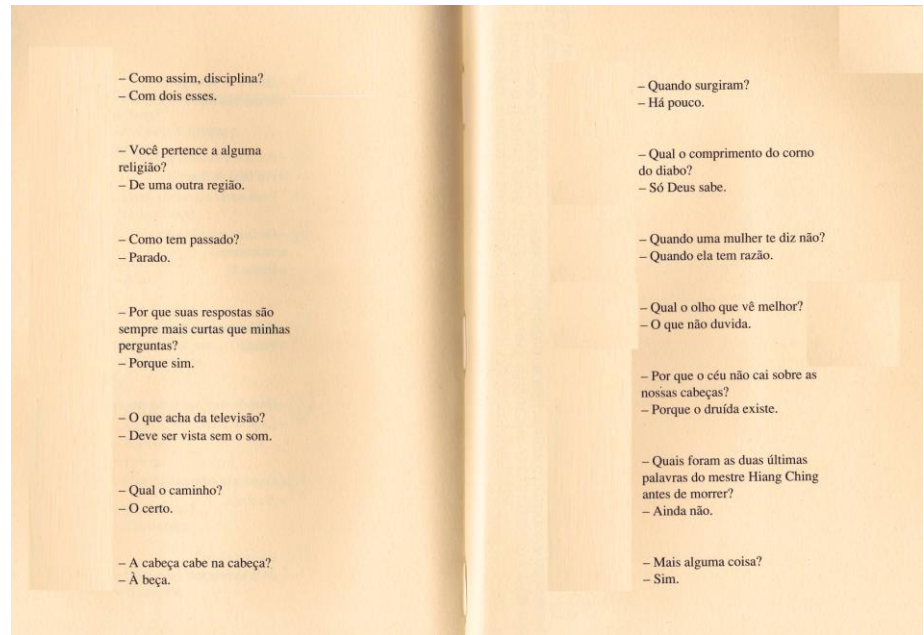 – Como assim, disciplina?
– Com dois esses.
– Você pertence a alguma
religião?
– De uma outra região.
– Como tem passado?
– Parado.
– Por que suas respostas são
sempre mais curtas que minhas
perguntas?
– Porque sim.
– O que acha da televisão?
– Deve ser vista sem o som.
– Qual o caminho?
– O certo.
– A cabeça cabe na cabeça?
– À beça.
– Quando surgiram?
– Há pouco.
– Qual o comprimento do corno
do diabo?
– Só Deus sabe.
– Quando uma mulher te diz não?
– Quando ela tem razão.
– Qual o olho que vê melhor?
– O que não duvida.
– Por que o céu não cai sobre as
nossas cabeças?
– Porque o druída existe.
– Quais foram as duas últimas
palavras do mestre Hiang Ching
antes de morrer?
– Ainda não.
– Mais alguma coisa?
– Sim.